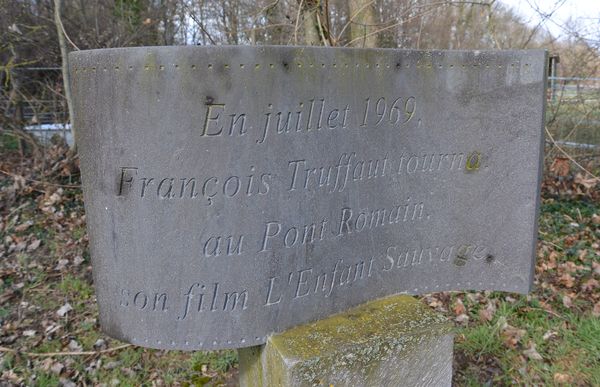 En juillet 1969,
François Truffaut tourna
au Pont Romain,
son film L'Enfant Sauvage.